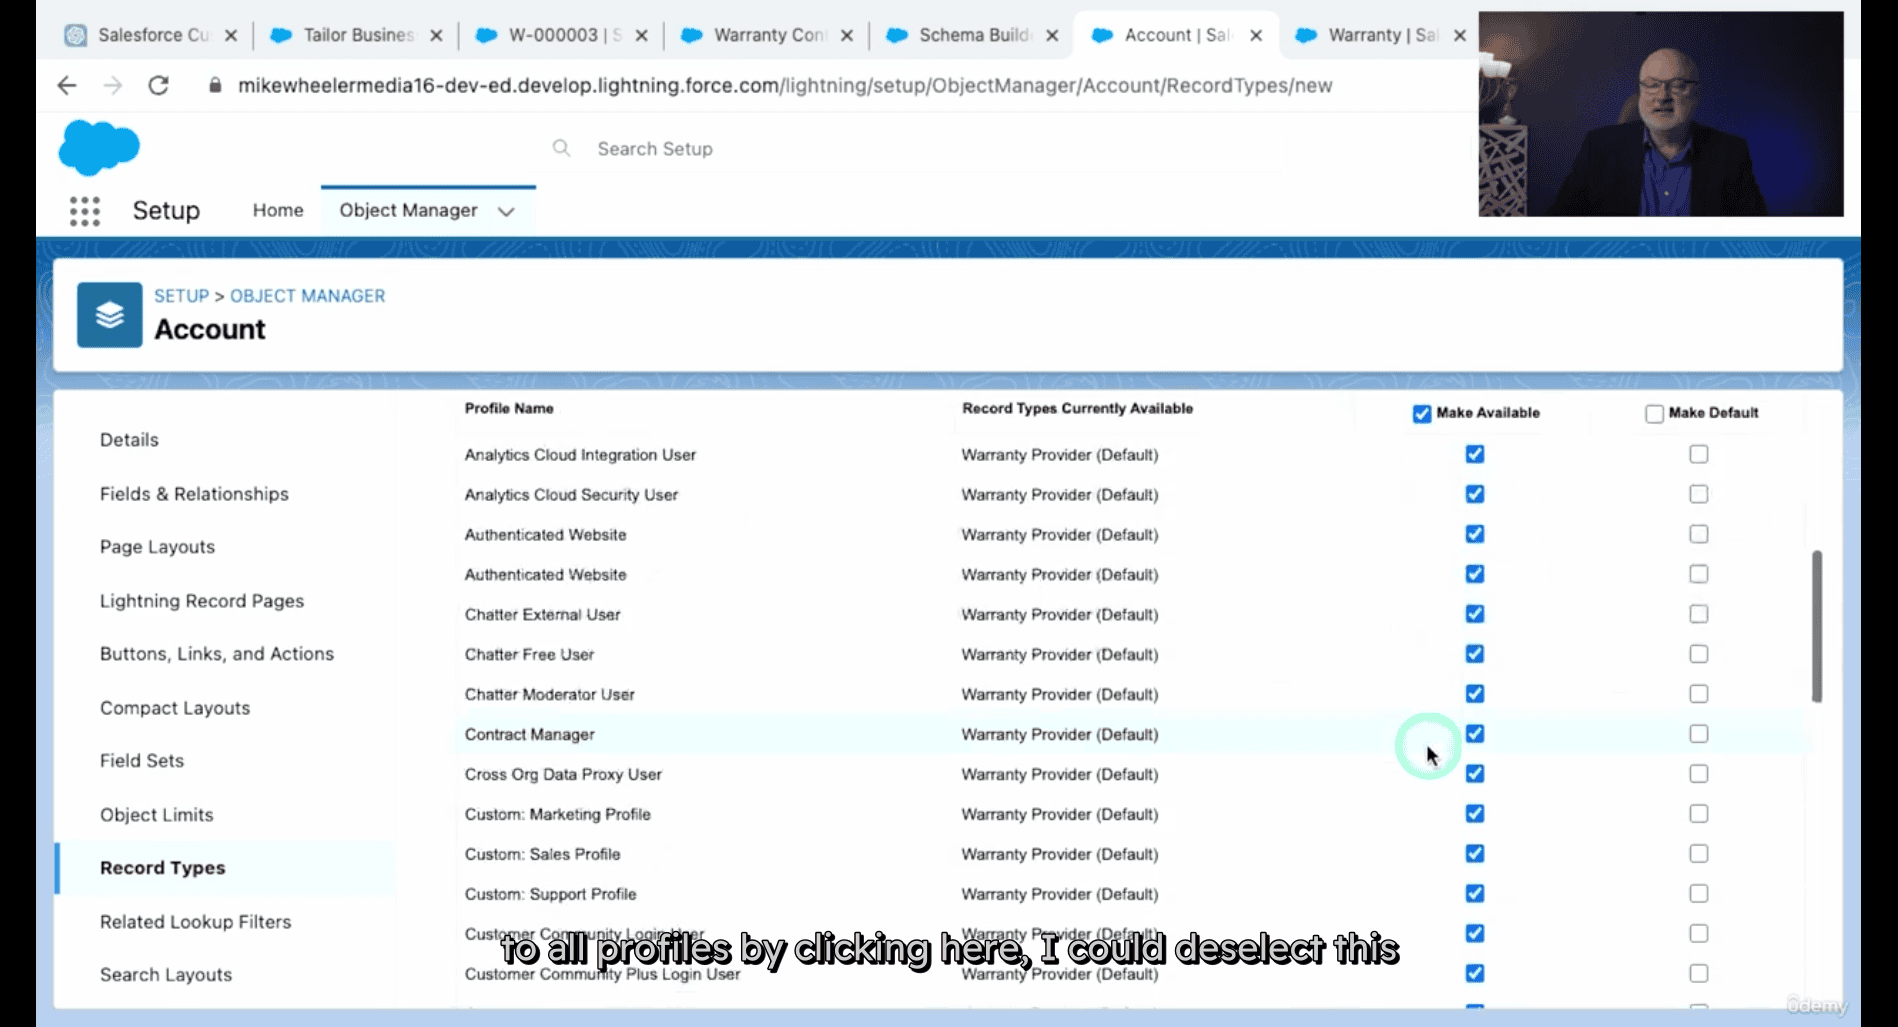 Salesforce Cu
Tailor Busines
W-000003 | S
Warranty Con
Schema Build
Account | Sal
Warranty | Sal
mikewheelermedia16-dev-ed.develop.lightning.force.com/lightning/setup/ObjectManager/Account/RecordTypes/new
Search Setup
Setup
Home
Object Manager
SETUP > OBJECT MANAGER
Account
Details
Fields & Relationships
Page Layouts
Lightning Record Pages
Buttons, Links, and Actions
Compact Layouts
Field Sets
Object Limits
Record Types
Related Lookup Filters
Search Layouts
Profile Name Record Types Currently Available Make Available Make Default
Analytics Cloud Integration User Warranty Provider (Default)
Analytics Cloud Security User Warranty Provider (Default)
Authenticated Website Warranty Provider (Default)
Authenticated Website Warranty Provider (Default)
Chatter External User Warranty Provider (Default)
Chatter Free User Warranty Provider (Default)
Chatter Moderator User Warranty Provider (Default)
Contract Manager Warranty Provider (Default)
Cross Org Data Proxy User Warranty Provider (Default)
Custom: Marketing Profile Warranty Provider (Default)
Custom: Sales Profile Warranty Provider (Default)
Custom: Support Profile Warranty Provider (Default)
Customer Community Login User Warranty Provider (Default)
to all profiles by clicking here, I could deselect this
Customer Community Plus Login User Warranty Provider (Default)
ûdemy